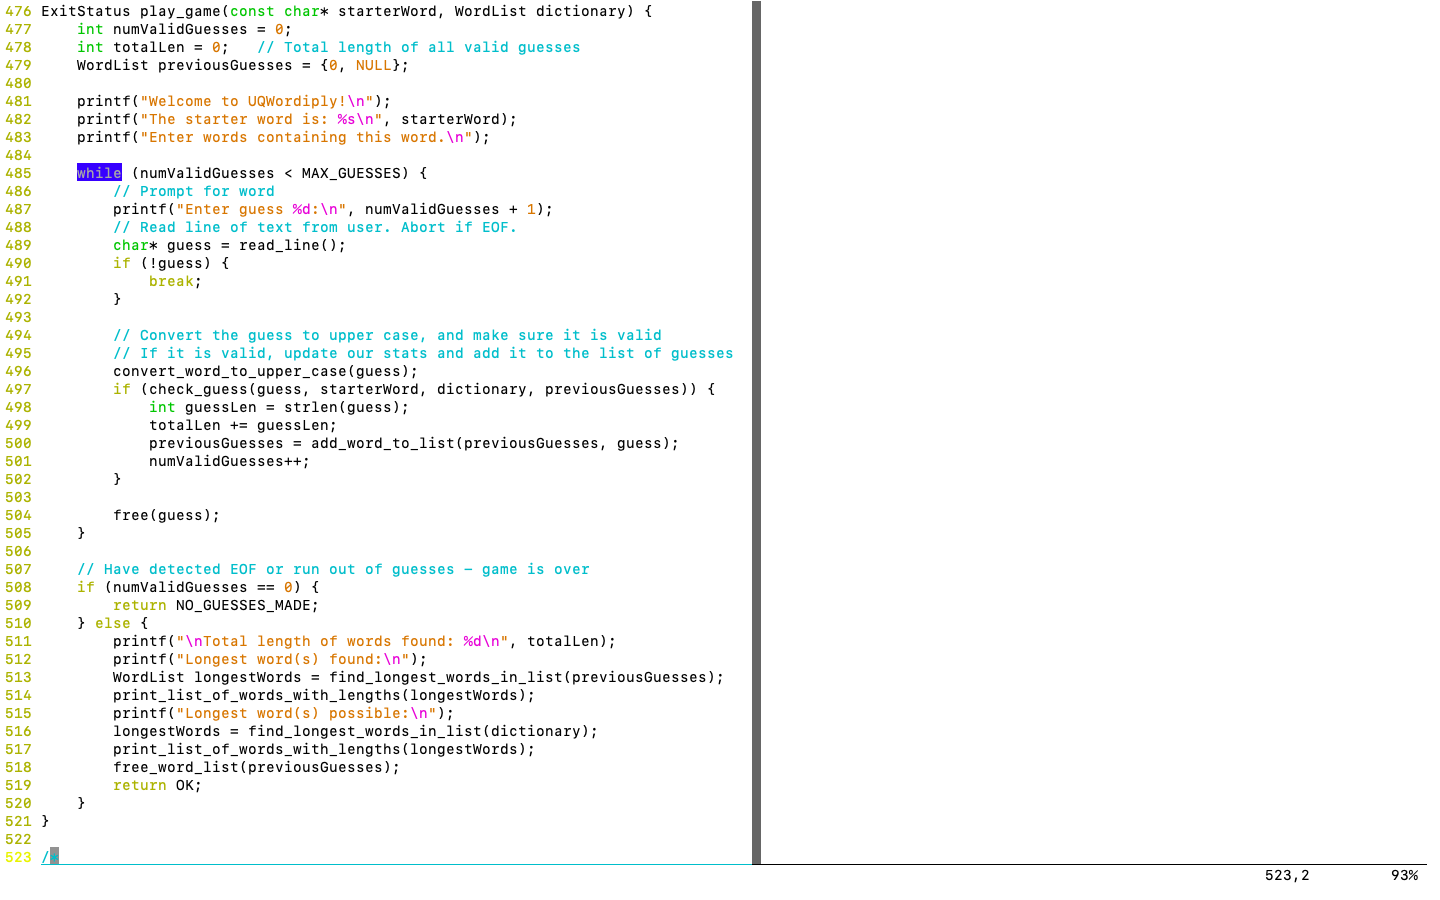 476 ExitStatus play_game(const char* starterWord, WordList dictionary) {
477     int numValidGuesses = 0;
478     int totalLen = 0;   // Total length of all valid guesses
479     WordList previousGuesses = {0, NULL};
480
481     printf("Welcome to UQWordiply!\n");
482     printf("The starter word is: %s\n", starterWord);
483     printf("Enter words containing this word.\n");
484
485     while (numValidGuesses < MAX_GUESSES) {
486         // Prompt for word
487         printf("Enter guess %d:\n", numValidGuesses + 1);
488         // Read line of text from user. Abort if EOF.
489         char* guess = read_line();
490         if (!guess) {
491             break;
492         }
493
494         // Convert the guess to upper case, and make sure it is valid
495         // If it is valid, update our stats and add it to the list of guesses
496         convert_word_to_upper_case(guess);
497         if (check_guess(guess, starterWord, dictionary, previousGuesses)) {
498             int guessLen = strlen(guess);
499             totalLen += guessLen;
500             previousGuesses = add_word_to_list(previousGuesses, guess);
501             numValidGuesses++;
502         }
503
504         free(guess);
505     }
506
507     // Have detected EOF or run out of guesses – game is over
508     if (numValidGuesses == 0) {
509         return NO_GUESSES_MADE;
510     } else {
511         printf("\nTotal length of words found: %d\n", totalLen);
512         printf("Longest word(s) found:\n");
513         WordList longestWords = find_longest_words_in_list(previousGuesses);
514         print_list_of_words_with_lengths(longestWords);
515         printf("Longest word(s) possible:\n");
516         longestWords = find_longest_words_in_list(dictionary);
517         print_list_of_words_with_lengths(longestWords);
518         free_word_list(previousGuesses);
519         return OK;
520     }
521 }
522
523 /*
523,2         93%